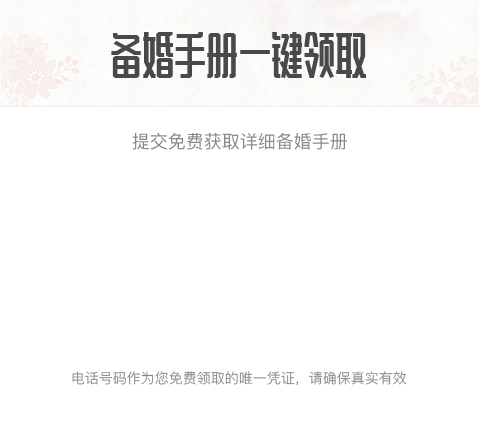 备婚手册一键领取
提交免费获取详细备婚手册
电话号码作为您免费领取的唯一凭证，请确保真实有效